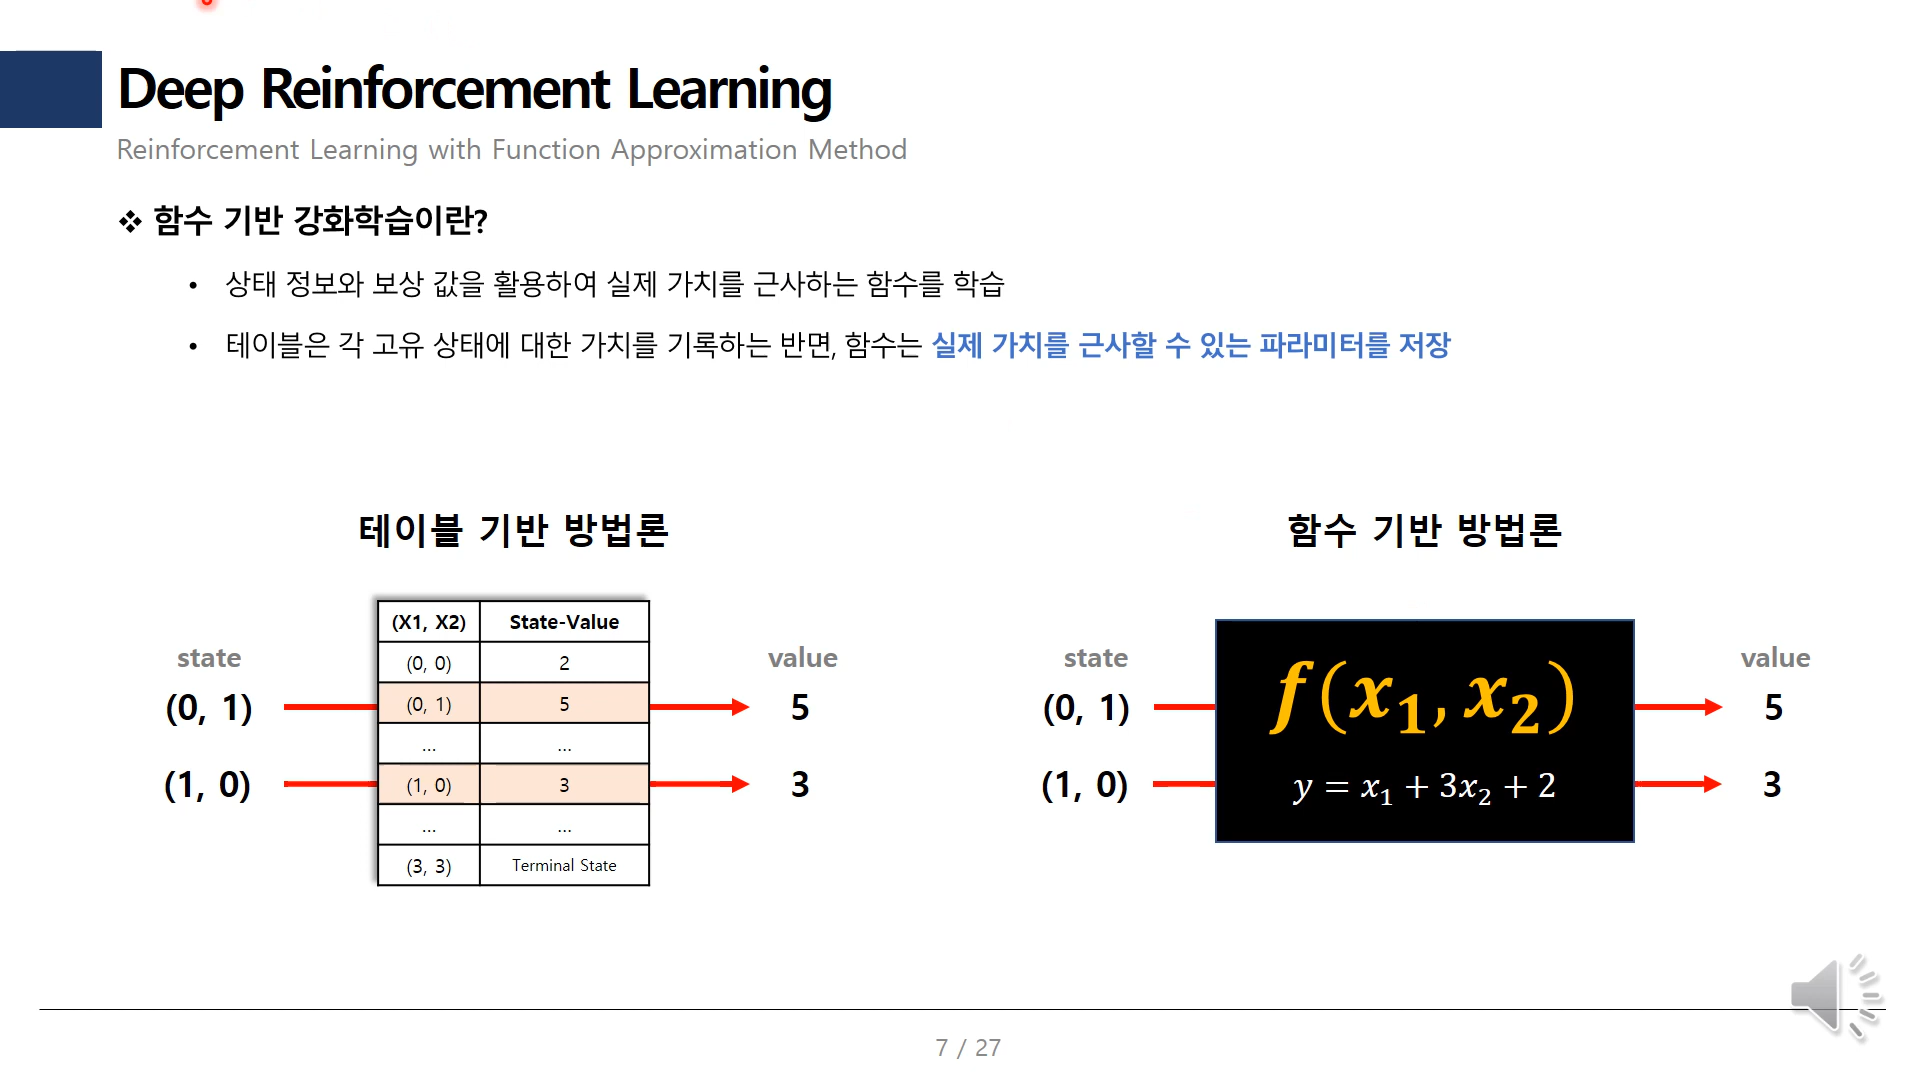 Deep Reinforcement Learning
Reinforcement Learning with Function Approximation Method
❖ 함수 기반 강화학습이란?
• 상태 정보와 보상 값을 활용하여 실제 가치를 근사하는 함수를 학습
• 테이블은 각 고유 상태에 대한 가치를 기록하는 반면, 함수는 실제 가치를 근사할 수 있는 파라미터를 저장
테이블 기반 방법론
state
(0, 1)
(1, 0)
(X1, X2) State-Value
(0, 0) 2
(0, 1) 5
... ...
(1, 0) 3
... ...
(3, 3) Terminal State
value
5
3
함수 기반 방법론
state
(0, 1)
(1, 0)
f(x₁, x₂)
y = x₁ + 3x₂ + 2
value
5
3
7 / 27